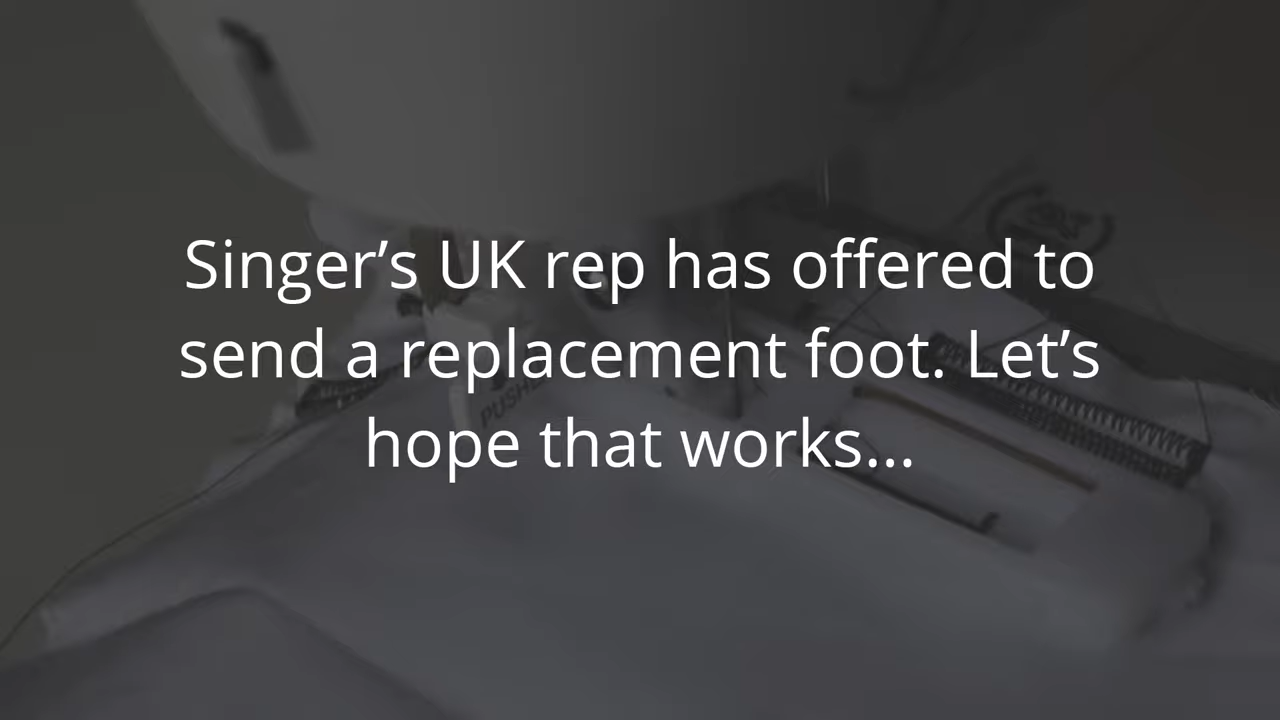 Singer’s UK rep has offered to
send a replacement foot. Let’s
hope that works...